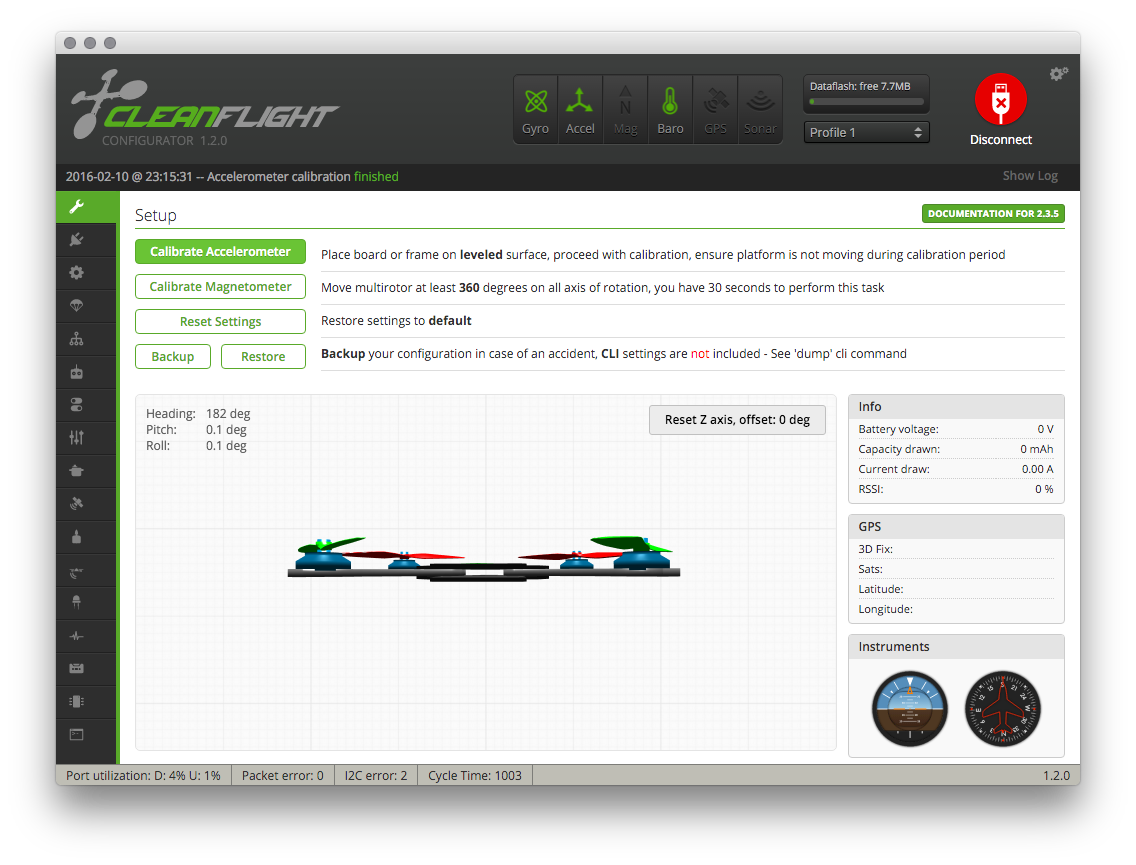 CLEANFLIGHT
CONFIGURATOR 1.2.0
Gyro
Accel
Mag
Baro
GPS
Sonar
Dataflash: free 7.7MB
Profile 1
Disconnect
2016-02-10 @ 23:15:31 -- Accelerometer calibration finished
Show Log
Setup
DOCUMENTATION FOR 2.3.5
Calibrate Accelerometer
Place board or frame on leveled surface, proceed with calibration, ensure platform is not moving during calibration period
Calibrate Magnetometer
Move multirotor at least 360 degrees on all axis of rotation, you have 30 seconds to perform this task
Reset Settings
Restore settings to default
Backup
Restore
Backup your configuration in case of an accident, CLI settings are not included - See 'dump' cli command
Heading: 182 deg
Pitch: 0.1 deg
Roll: 0.1 deg
Reset Z axis, offset: 0 deg
Info
Battery voltage: 0 V
Capacity drawn: 0 mAh
Current draw: 0.00 A
RSSI: 0 %
GPS
3D Fix:
Sats:
Latitude:
Longitude:
Instruments
S
21
24
W
30
33
N
3
6
E
12
15
Port utilization: D: 4% U: 1%
Packet error: 0
I2C error: 2
Cycle Time: 1003
1.2.0